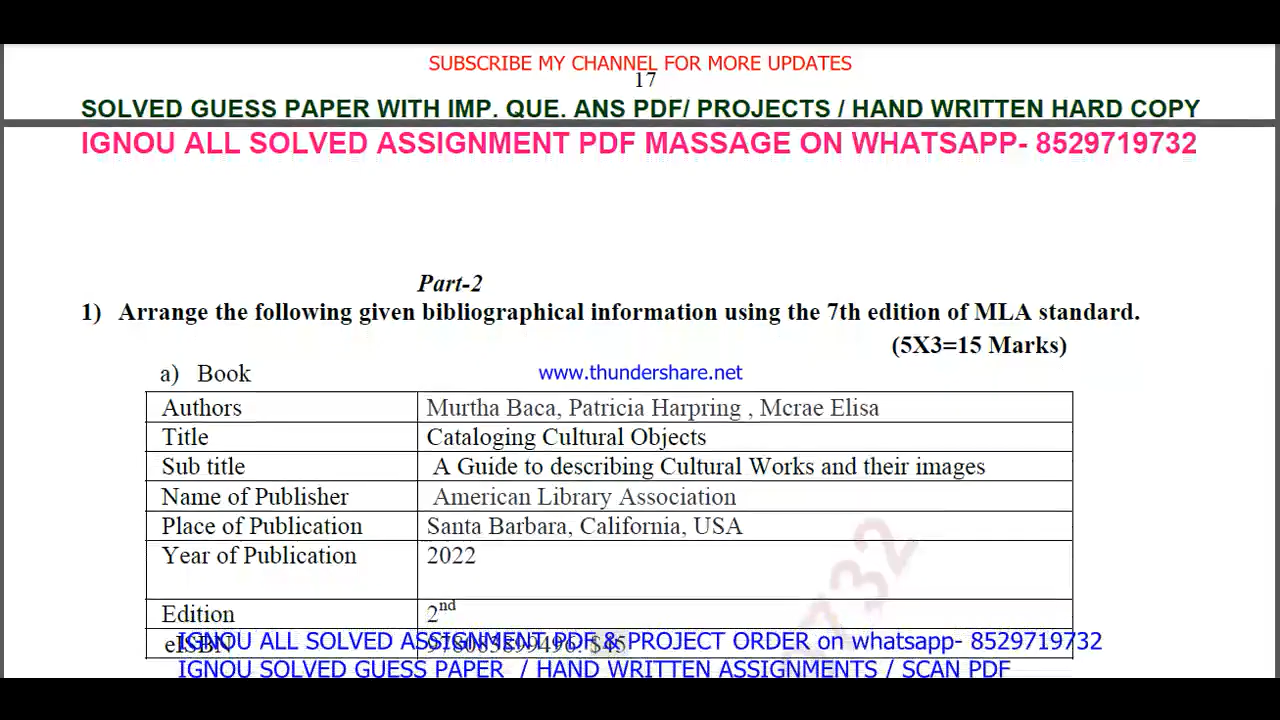 SUBSCRIBE MY CHANNEL FOR MORE UPDATES
17
SOLVED GUESS PAPER WITH IMP. QUE. ANS PDF/ PROJECTS / HAND WRITTEN HARD COPY
IGNOU ALL SOLVED ASSIGNMENT PDF MASSAGE ON WHATSAPP- 8529719732
Part-2
1) Arrange the following given bibliographical information using the 7th edition of MLA standard.
(5X3=15 Marks)
a) Book
www.thundershare.net
Authors Murtha Baca, Patricia Harpring , Mcrae Elisa
Title Cataloging Cultural Objects
Sub title A Guide to describing Cultural Works and their images
Name of Publisher American Library Association
Place of Publication Santa Barbara, California, USA
Year of Publication 2022
Edition 2nd
eISBN $45
IGNOU ALL SOLVED ASSIGNMENT PDF & PROJECT ORDER on whatsapp- 8529719732
IGNOU SOLVED GUESS PAPER / HAND WRITTEN ASSIGNMENTS / SCAN PDF
732